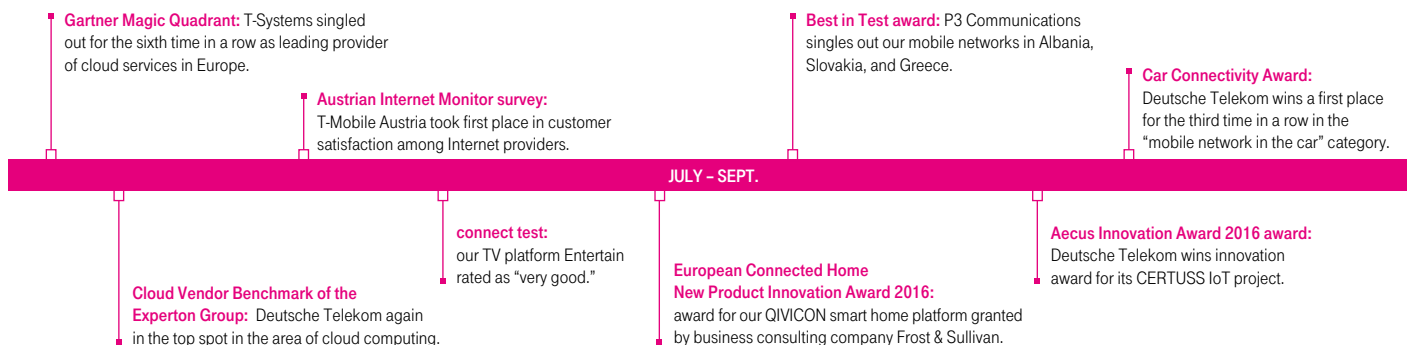 Gartner Magic Quadrant: T-Systems singled
out for the sixth time in a row as leading provider
of cloud services in Europe.
Austrian Internet Monitor survey:
T-Mobile Austria took first place in customer
satisfaction among Internet providers.
Best in Test award: P3 Communications
singles out our mobile networks in Albania,
Slovakia, and Greece.
Car Connectivity Award:
Deutsche Telekom wins a first place
for the third time in a row in the
“mobile network in the car” category.
JULY – SEPT.
Cloud Vendor Benchmark of the
Experton Group: Deutsche Telekom again
in the top spot in the area of cloud computing.
connect test:
our TV platform Entertain
rated as “very good.”
European Connected Home
New Product Innovation Award 2016:
award for our QIVICON smart home platform granted
by business consulting company Frost & Sullivan.
Aecus Innovation Award 2016 award:
Deutsche Telekom wins innovation
award for its CERTUSS IoT project.